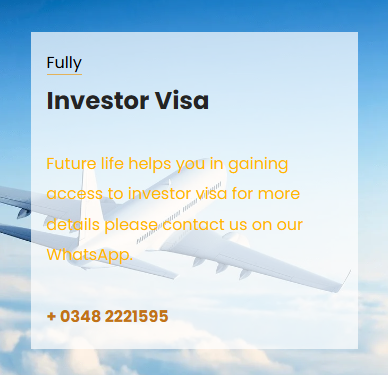 Fully
Investor Visa
Future life helps you in gaining
access to investor visa for more
details please contact us on our
WhatsApp.
+ 0348 2221595